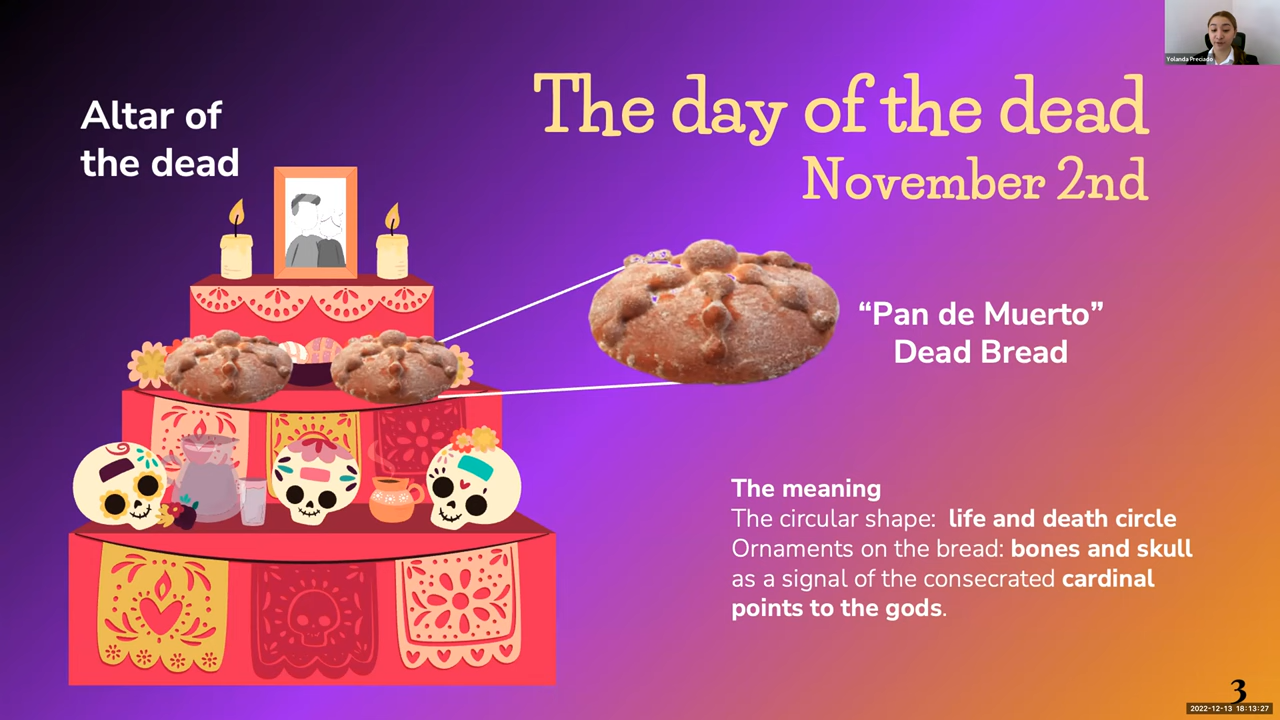 Yolanda Preciado
Altar of
the dead
The day of the dead
November 2nd
“Pan de Muerto”
Dead Bread
The meaning
The circular shape: life and death circle
Ornaments on the bread: bones and skull
as a signal of the consecrated cardinal
points to the gods.
3
2022-12-13 18:13:27